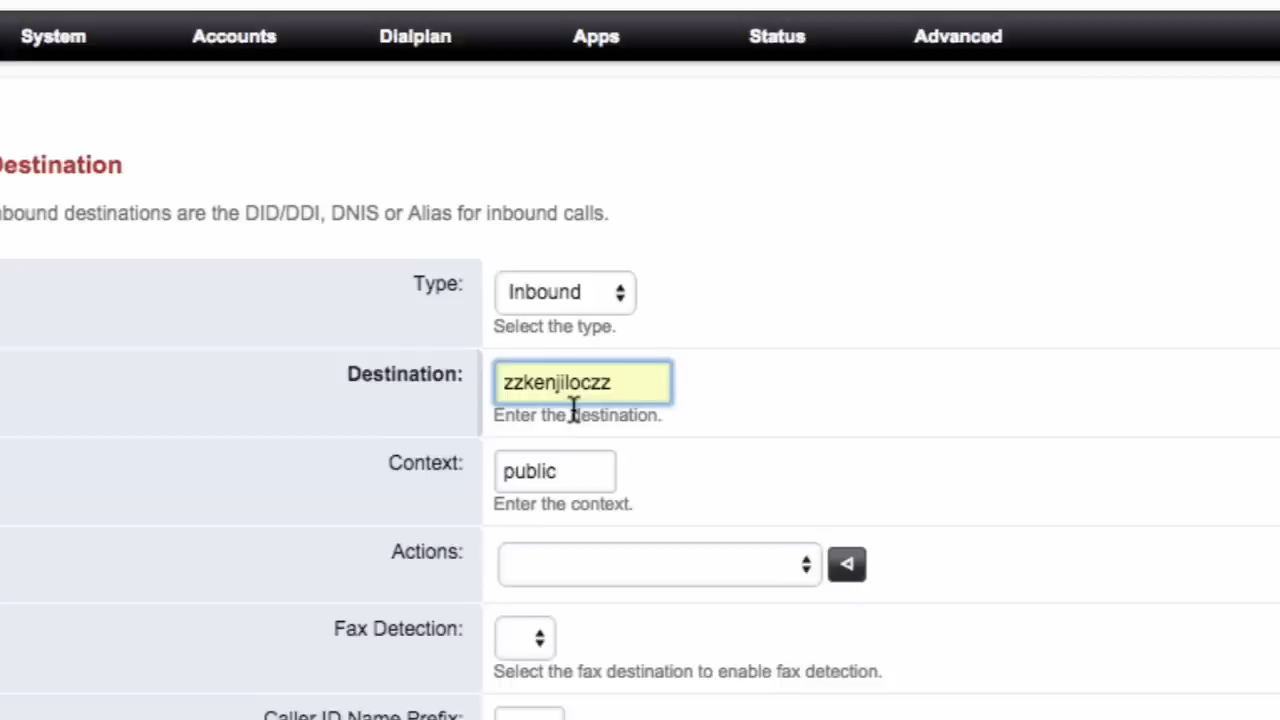 System Accounts Dialplan Apps Status Advanced
Destination
nbound destinations are the DID/DDI, DNIS or Alias for inbound calls.
Type: Inbound
Select the type.
Destination: zzkenjiloczz
Enter the destination.
Context: public
Enter the context.
Actions:
Fax Detection:
Select the fax destination to enable fax detection.
Caller ID Name Prefix: